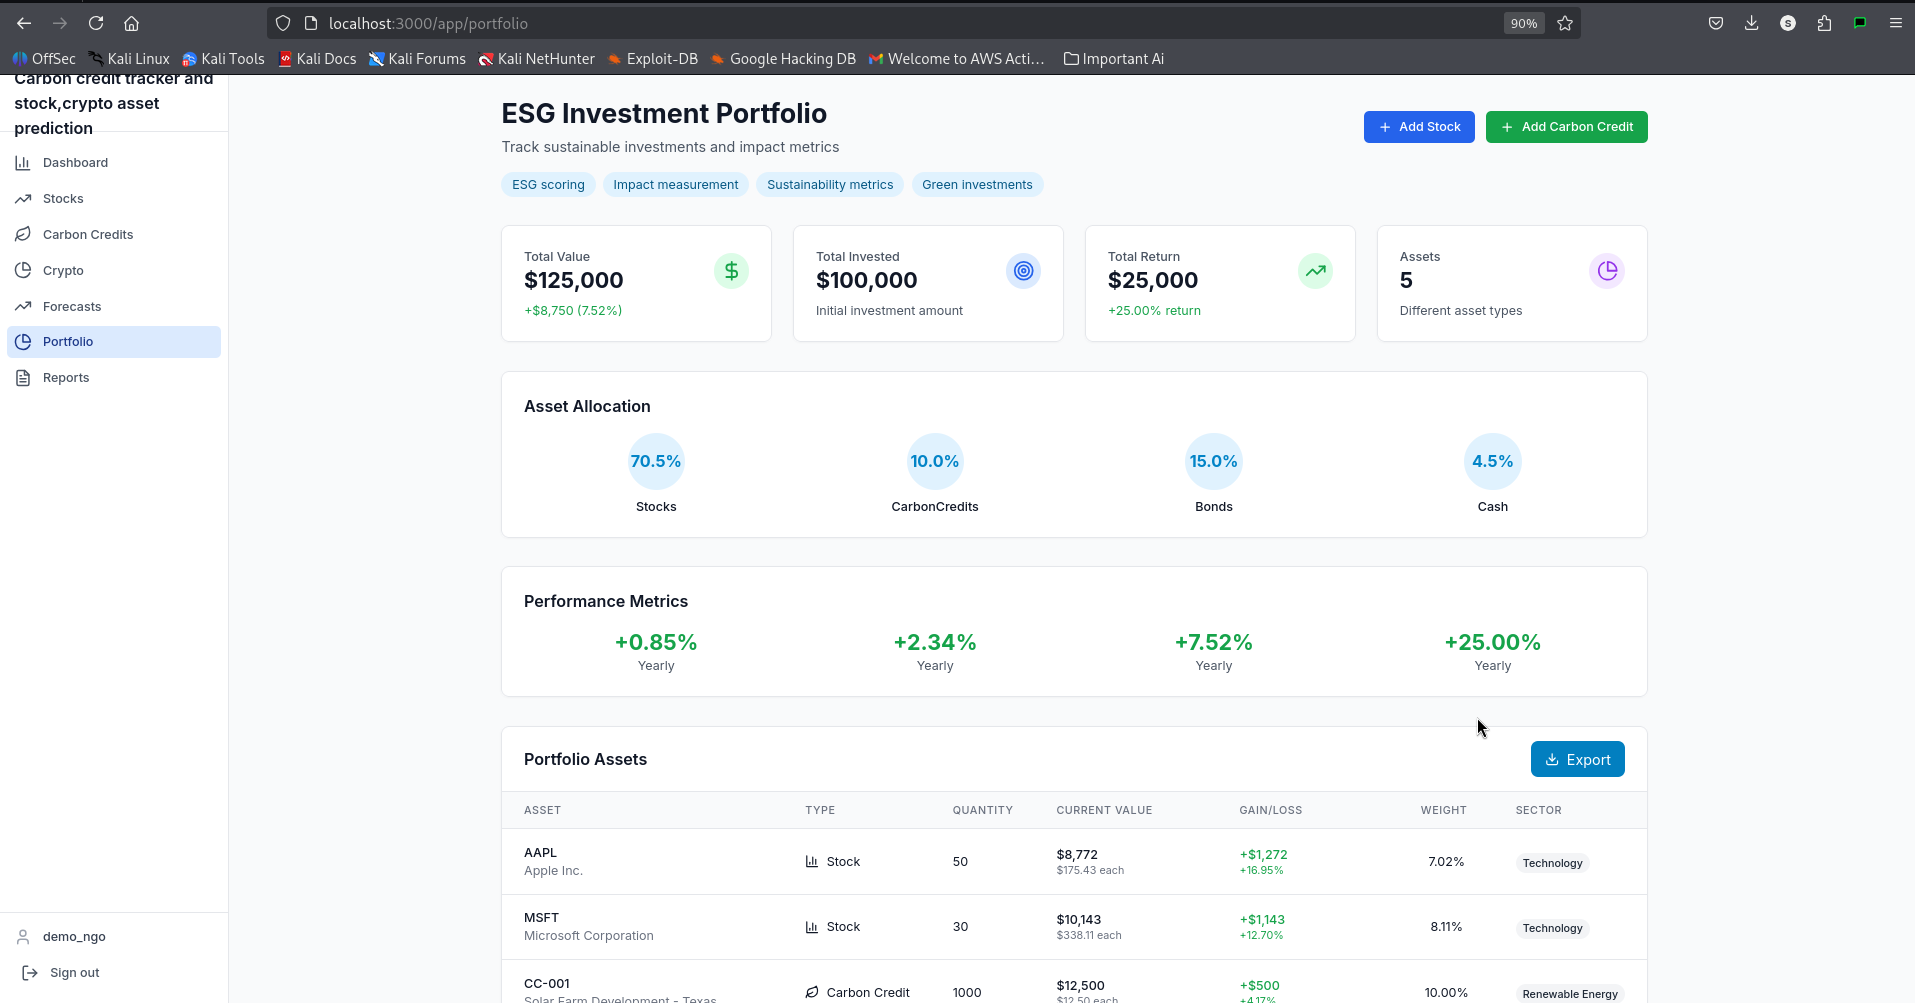 localhost:3000/app/portfolio
90%
S
OffSec
Kali Linux
Kali Tools
Kali Docs
Kali Forums
Kali NetHunter
Exploit-DB
Google Hacking DB
Welcome to AWS Acti…
Important Ai
Carbon credit tracker and
stock,crypto asset
prediction
Dashboard
Stocks
Carbon Credits
Crypto
Forecasts
Portfolio
Reports
demo_ngo
Sign out
ESG Investment Portfolio
Track sustainable investments and impact metrics
+ Add Stock
+ Add Carbon Credit
ESG scoring
Impact measurement
Sustainability metrics
Green investments
Total Value
$125,000
+$8,750 (7.52%)
Total Invested
$100,000
Initial investment amount
Total Return
$25,000
+25.00% return
Assets
5
Different asset types
Asset Allocation
70.5%
Stocks
10.0%
CarbonCredits
15.0%
Bonds
4.5%
Cash
Performance Metrics
+0.85%
Yearly
+2.34%
Yearly
+7.52%
Yearly
+25.00%
Yearly
Portfolio Assets
Export
ASSET TYPE QUANTITY CURRENT VALUE GAIN/LOSS WEIGHT SECTOR
AAPL
Apple Inc.
Stock
50
$8,772
$175.43 each
+$1,272
+16.95%
7.02%
Technology
MSFT
Microsoft Corporation
Stock
30
$10,143
$338.11 each
+$1,143
+12.70%
8.11%
Technology
CC-001
Solar Farm Development - Texas
Carbon Credit
1000
$12,500
$12.50 each
+$500
+4.17%
10.00%
Renewable Energy